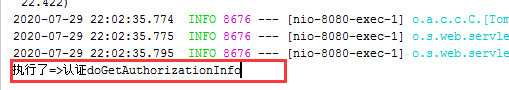 22.422)
2020-07-29 22:02:35.774 INFO 8676 --- [nio-8080-exec-1] o.a.c.c.C.[Tom
2020-07-29 22:02:35.775 INFO 8676 --- [nio-8080-exec-1] o.s.web.servle
2020-07-29 22:02:35.795 INFO 8676 --- [nio-8080-exec-1] o.s.web.servle
执行了=>认证doGetAuthorizationInfo